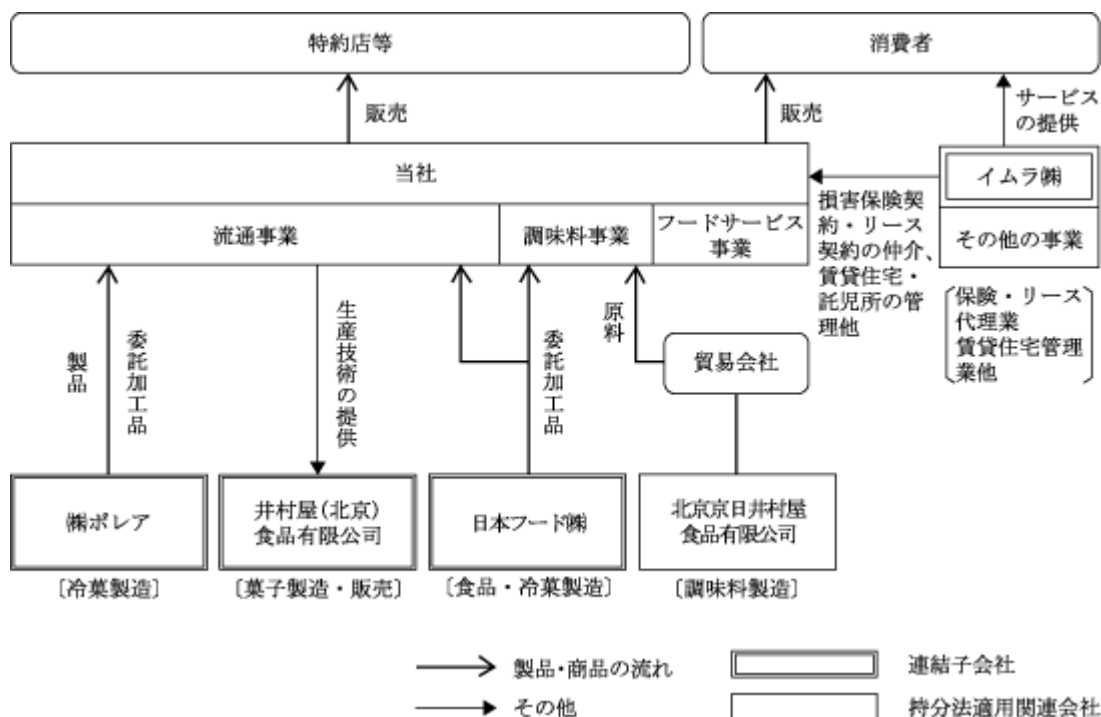 特約店等
消費者
販売
販売
サービス
の提供
当社
イムラ㈱
流通事業
調味料事業
フードサービス
事業
その他の事業
損害保険契
約・リース
契約の仲介、
賃貸住宅・
託児所の管
理他
保険・リース
代理業
賃貸住宅管理
業他
製品
委託加工品
生産技術の提供
委託加工品
原料
貿易会社
㈱ポレア
井村屋(北京)
食品有限公司
日本フード㈱
北京京日井村屋
食品有限公司
〔冷菓製造〕
〔菓子製造・販売〕
〔食品・冷菓製造〕
〔調味料製造〕
製品・商品の流れ
連結子会社
その他
持分法適用関連会社